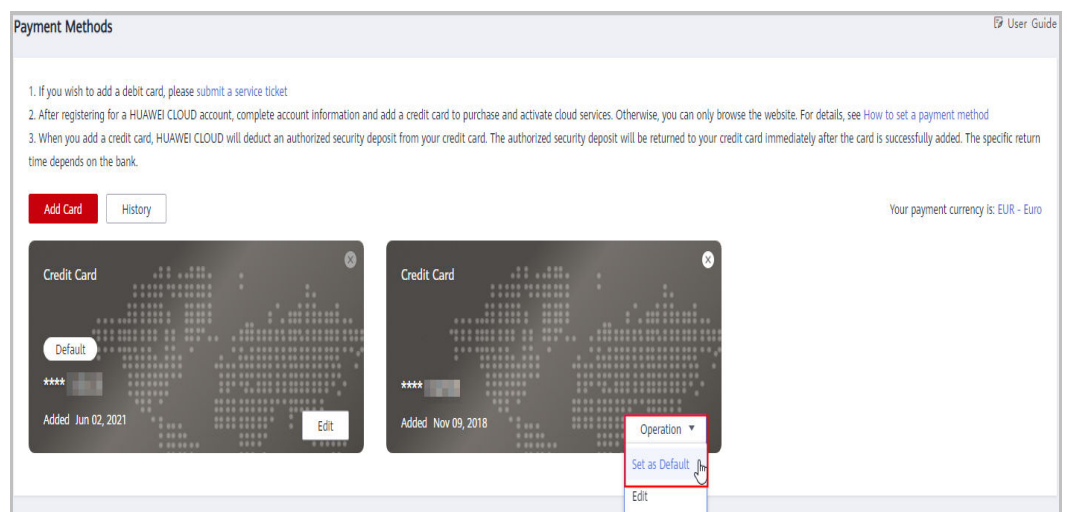 Payment Methods
User Guide
1. If you wish to add a debit card, please submit a service ticket
2. After registering for a HUAWEI CLOUD account, complete account information and add a credit card to purchase and activate cloud services. Otherwise, you can only browse the website. For details, see How to set a payment method
3. When you add a credit card, HUAWEI CLOUD will deduct an authorized security deposit from your credit card. The authorized security deposit will be returned to your credit card immediately after the card is successfully added. The specific return
time depends on the bank.
Add Card
History
Your payment currency is: EUR - Euro
Credit Card
Default
****
Added Jun 02, 2021
Edit
Credit Card
****
Added Nov 09, 2018
Operation
Set as Default
Edit